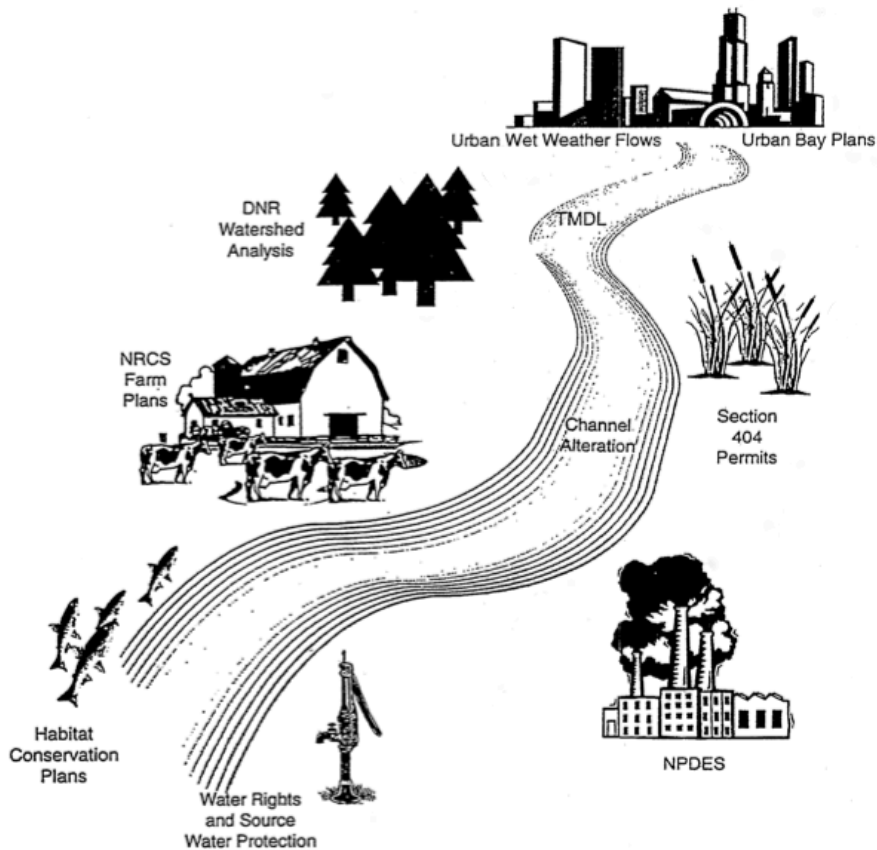 Urban Wet Weather Flows
Urban Bay Plans
DNR
Watershed
Analysis
TMDL
NRCS
Farm
Plans
Channel
Alteration
Section
404
Permits
Habitat
Conservation
Plans
NPDES
Water Rights
and Source
Water Protection